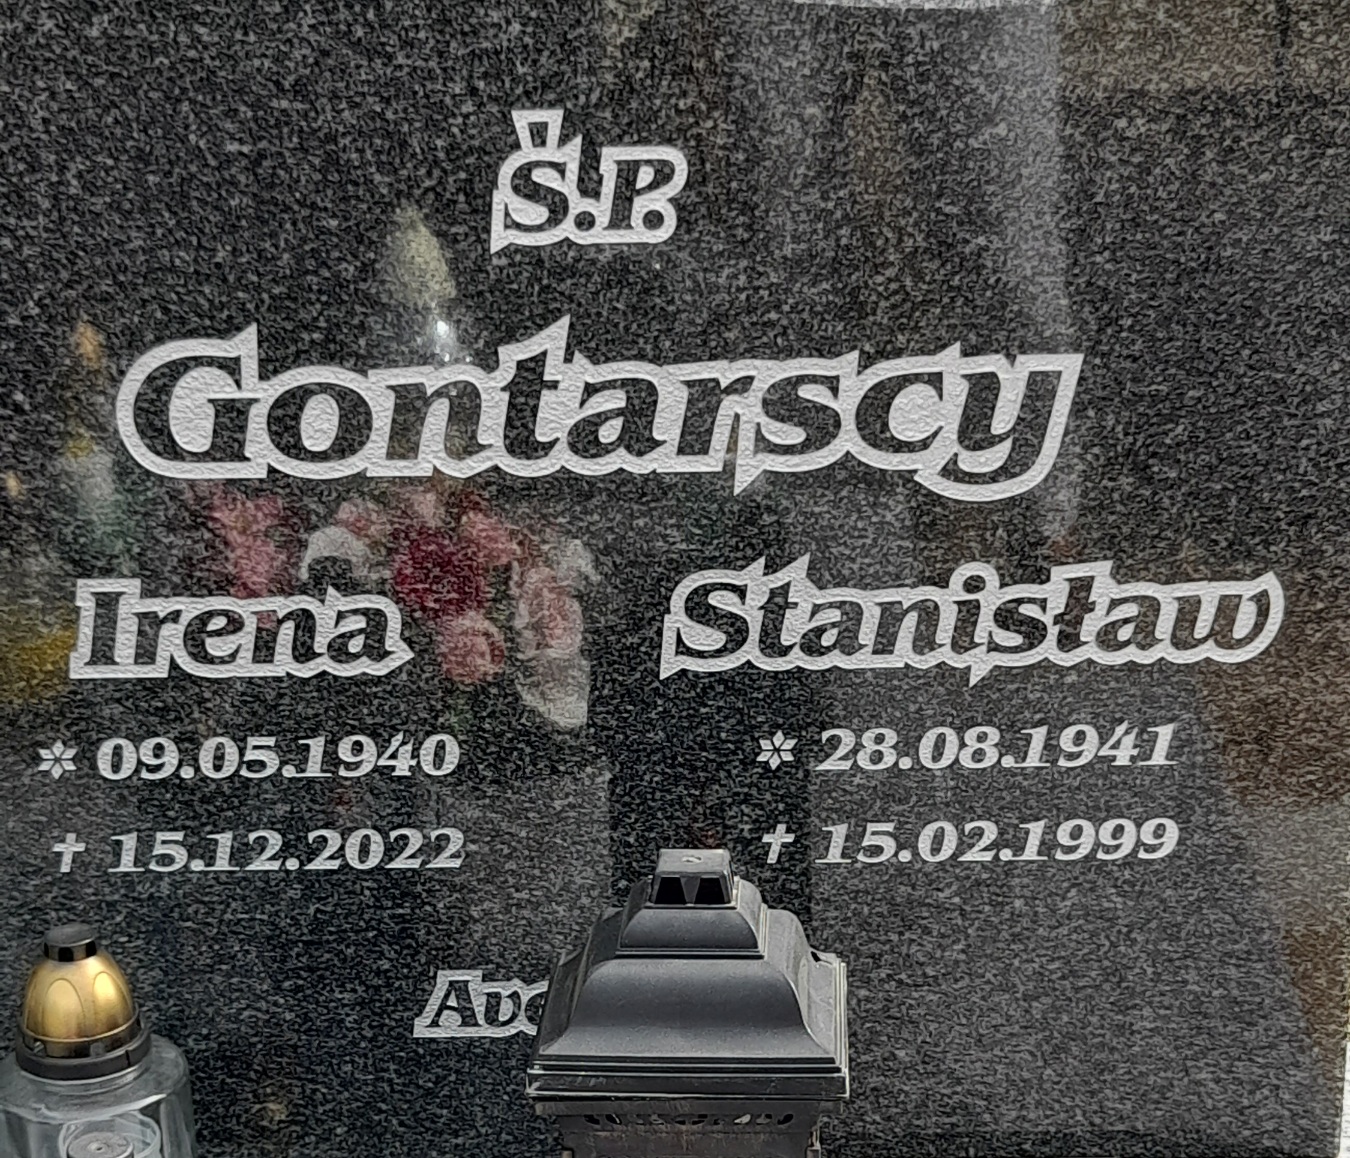 Ś.P.
Gontarscy
Irena Stanisław
* 09.05.1940 * 28.08.1941
† 15.12.2022 † 15.02.1999